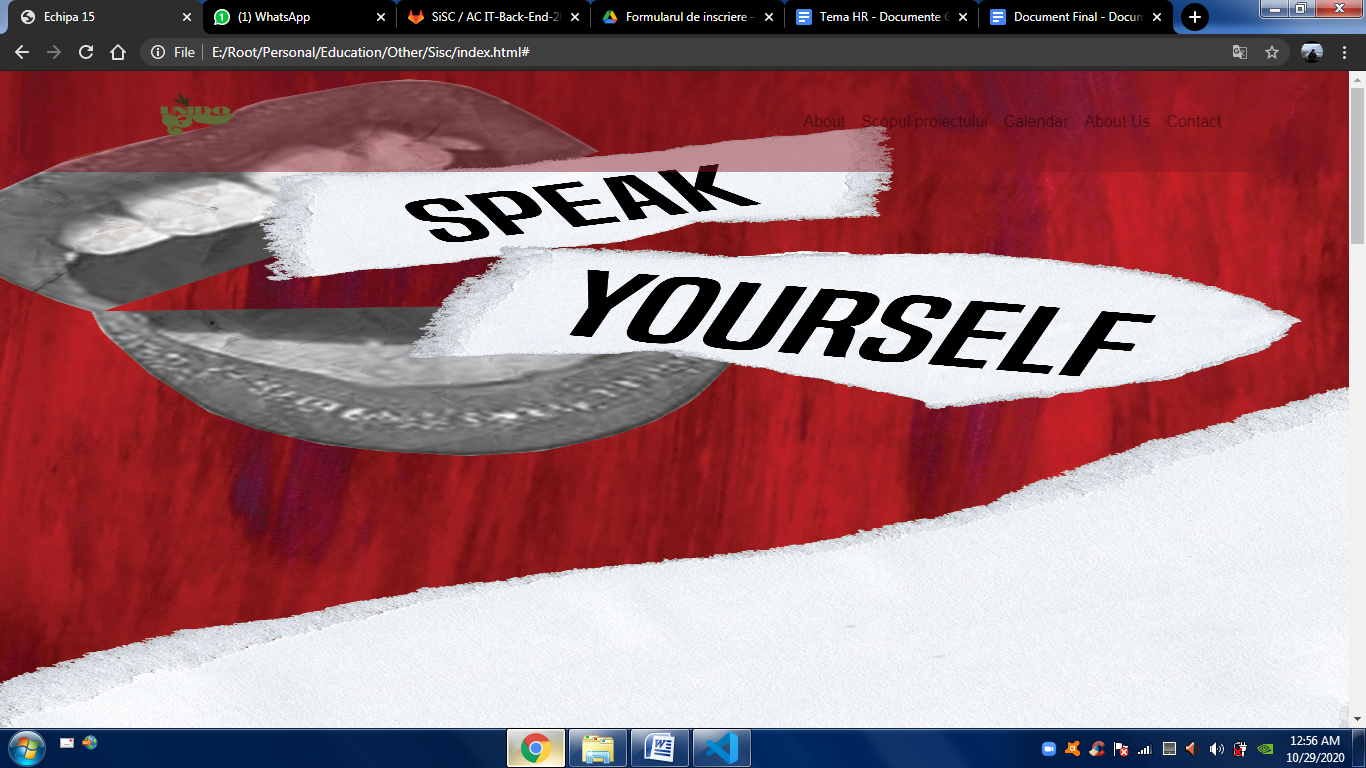 Echipa 15
(1) WhatsApp
SiSC / AC IT-Back-End-2
Formularul de inscriere -
Tema HR - Documente G
Document Final - Docum
File
E:/Root/Personal/Education/Other/Sisc/index.html#
UNIDO
About Scopul proiectului Calendar About Us Contact
SPEAK
YOURSELF
12:56 AM
10/29/2020